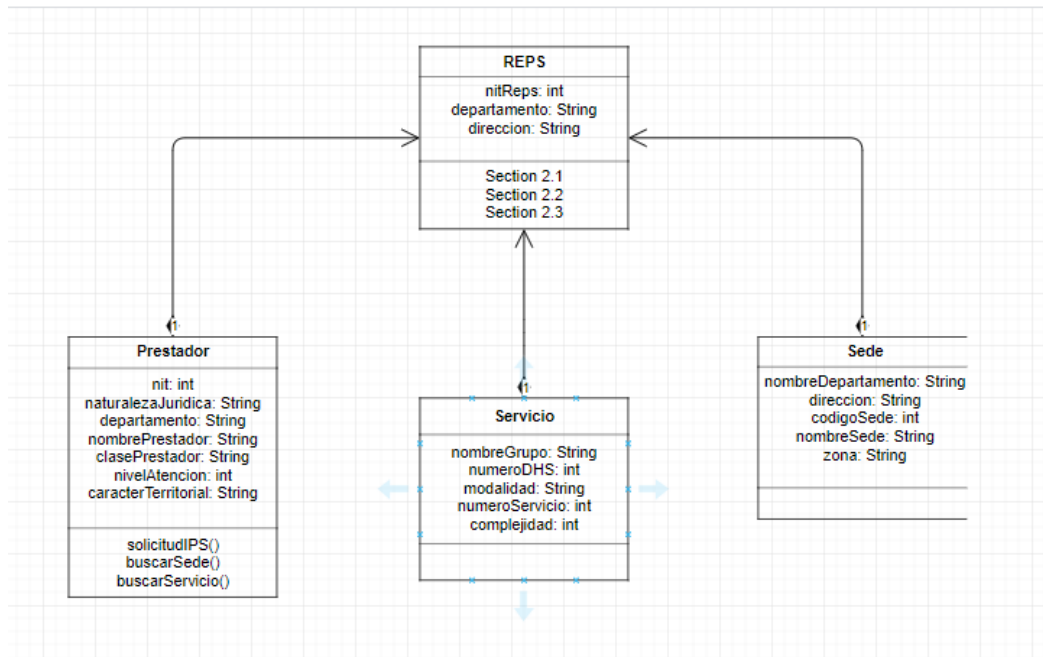 REPS
nitReps: int
departamento: String
direccion: String
Section 2.1
Section 2.2
Section 2.3
1
Prestador
nit: int
naturalezaJuridica: String
departamento: String
nombrePrestador: String
clasePrestador: String
nivelAtencion: int
caracterTerritorial: String
solicitudIPS()
buscarSede()
buscarServicio()
1
Servicio
nombreGrupo: String
numeroDHS: int
modalidad: String
numeroServicio: int
complejidad: int
1
Sede
nombreDepartamento: String
direccion: String
codigoSede: int
nombreSede: String
zona: String